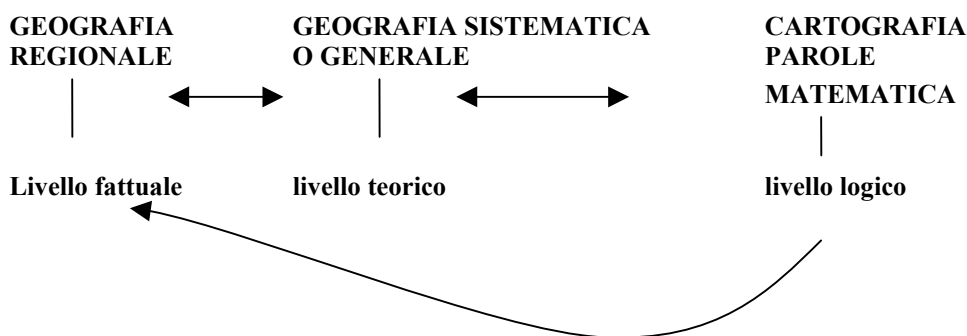 GEOGRAFIA
REGIONALE
GEOGRAFIA SISTEMATICA
O GENERALE
CARTOGRAFIA
PAROLE
MATEMATICA
Livello fattuale
livello teorico
livello logico